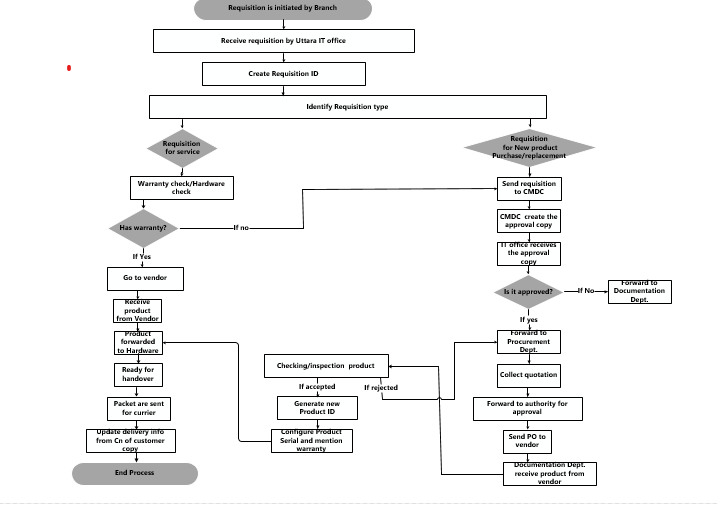 Requisition is initiated by Branch
Receive requisition by Uttara IT office
Create Requisition ID
Identify Requisition type
Requisition
for service
Requisition
for New product
Purchase/replacement
Warranty check/Hardware
check
Send requisition
to CMDC
Has warranty?
If no
CMDC create the
approval copy
If Yes
IT office receives
the approval
copy
Go to vendor
Is it approved?
If No
Forward to
Documentation
Dept.
Receive
product
from Vendor
If yes
Product
forwarded
to Hardware
Forward to
Procurement
Dept.
Checking/inspection product
Ready for
handover
Collect quotation
If accepted
If rejected
Packet are sent
for currier
Generate new
Product ID
Forward to authority for
approval
Update delivery info
from Cn of customer
copy
Configure Product
Serial and mention
warranty
Send PO to
vendor
End Process
Documentation Dept.
receive product from
vendor